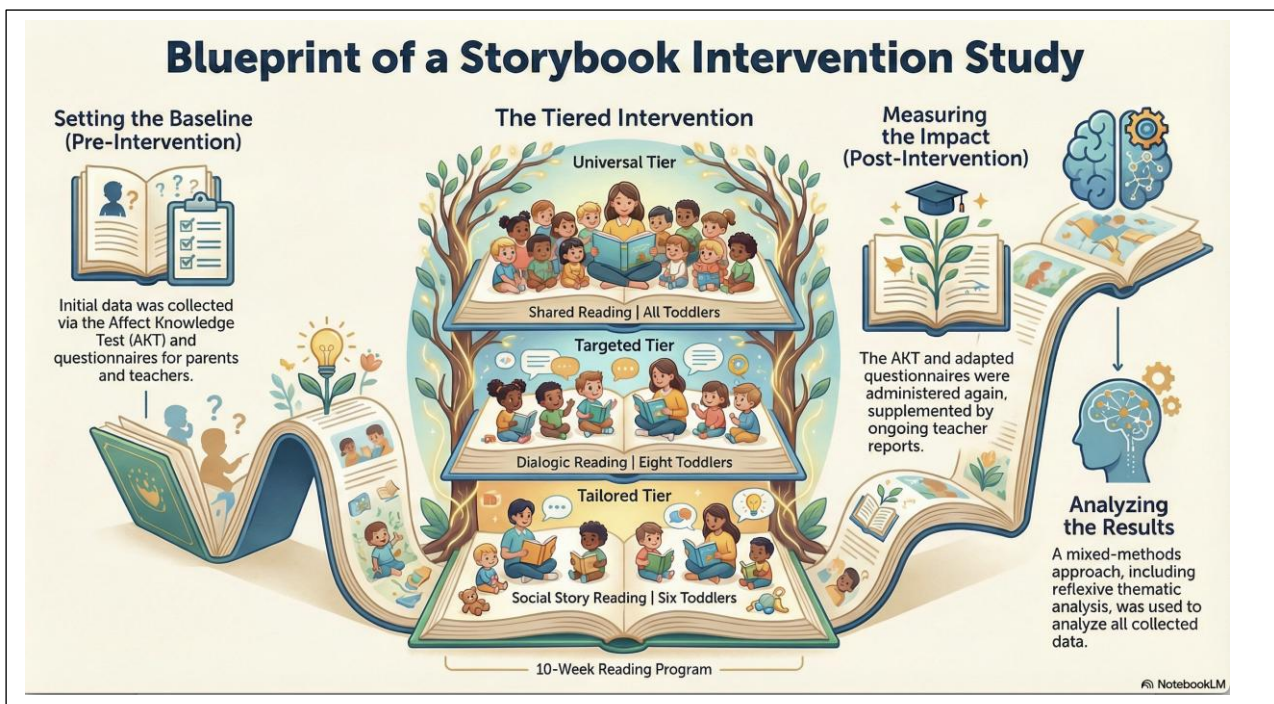 Blueprint of a Storybook Intervention Study
Setting the Baseline
(Pre-Intervention)
Initial data was collected
via the Affect Knowledge
Test (AKT) and
questionnaires for parents
and teachers.
The Tiered Intervention
Universal Tier
Shared Reading | All Toddlers
Targeted Tier
Dialogic Reading | Eight Toddlers
Tailored Tier
Social Story Reading | Six Toddlers
10-Week Reading Program
Measuring
the Impact
(Post-Intervention)
The AKT and adapted
questionnaires were
administered again,
supplemented by
ongoing teacher
reports.
Analyzing
the Results
A mixed-methods
approach, including
reflexive thematic
analysis, was used to
analyze all collected
data.
NotebookLM